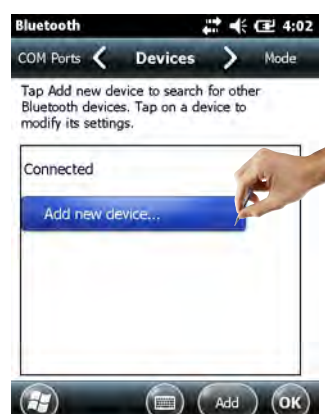 Bluetooth 4:02
COM Ports Devices Mode
Tap Add new device to search for other
Bluetooth devices. Tap on a device to
modify its settings.
Connected
Add new device...
Add OK